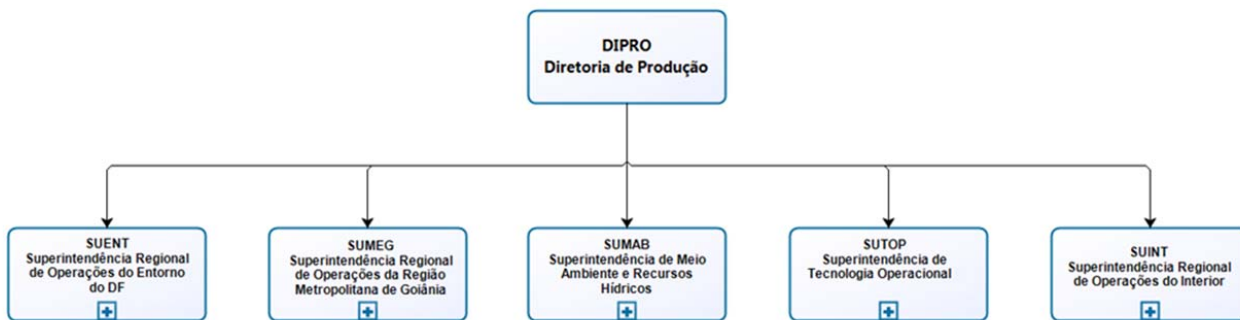 DIPRO
Diretoria de Produção
SUENT
Superintendência Regional
de Operações do Entorno
do DF
SUMEG
Superintendência Regional
de Operações da Região
Metropolitana de Goiânia
SUMAB
Superintendência de Meio
Ambiente e Recursos
Hídricos
SUTOP
Superintendência de
Tecnologia Operacional
SUINT
Superintendência Regional
de Operações do Interior